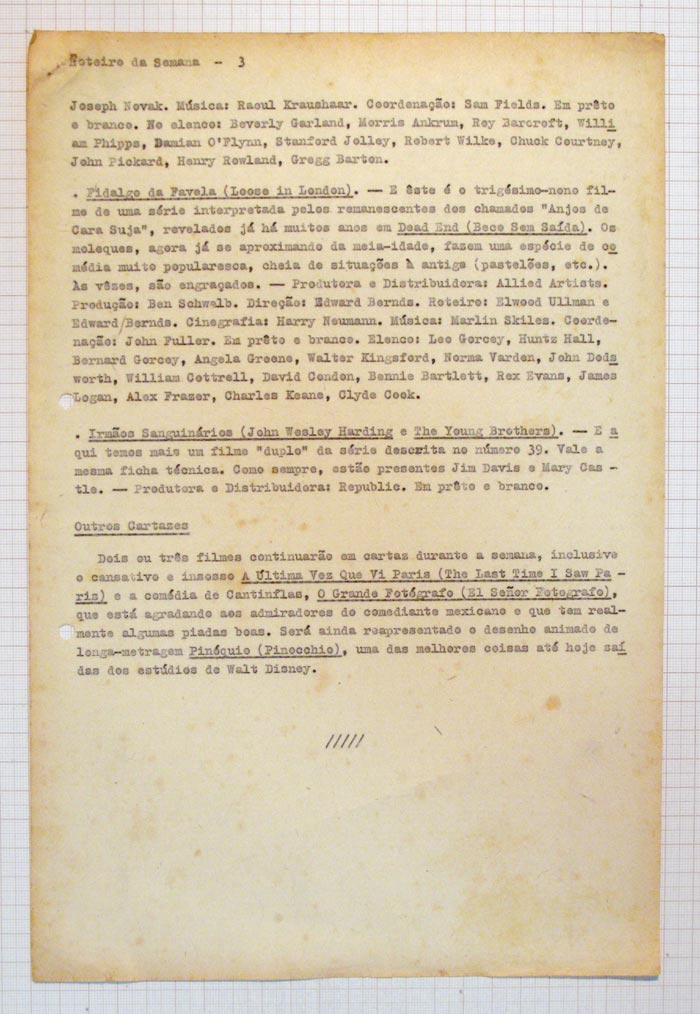 Roteiro da Semana -- 3
Joseph Novak. Música: Raoul Kraushaar. Coordenação: Sam Fields. Em prêto
e branco. No elenco: Beverly Garland, Morris Ankrum, Roy Barcroft, Willi
am Phipps, Damian O'Flynn, Stanford Jolley, Robert Wilke, Chuck Courtney,
John Pickard, Henry Rowland, Gregg Barton.
. Fidalgo da Favela (Loose in London). — E êste é o trigésimo-nono fil-
me de uma série interpretada pelos remanescentes dos chamados "Anjos de
Cara Suja", revelados já há muitos anos em Dead End (Beco Sem Saída). Os
moleques, agora já se aproximando da meia-idade, fazem uma espécie de co
média muito popularesca, cheia de situações à antiga (pastelões, etc.).
Às vêzes, são engraçados. — Produtora e Distribuidora: Allied Artists.
Produção: Ben Schwalb. Direção: Edward Bernds. Roteiro: Elwood Ullman e
Edward/Bernds. Cinegrafia: Harry Neumann. Música: Marlin Skiles. Coorde-
nação: John Fuller. Em prêto e branco. Elenco: Leo Gorcey, Huntz Hall,
Bernard Gorcey, Angela Greene, Walter Kingsford, Norma Varden, John Dods
worth, William Cottrell, David Condon, Bennie Bartlett, Rex Evans, James
Logan, Alex Frazer, Charles Keane, Clyde Cook.
. Irmãos Sanguinários (John Wesley Harding e The Young Brothers). — E a
qui temos mais um filme "duplo" da série descrita no número 39. Vale a
mesma ficha técnica. Como sempre, estão presentes Jim Davis e Mary Cas -
tle. — Produtora e Distribuidora: Republic. Em prêto e branco.
Outros Cartazes
Dois ou três filmes continuarão em cartaz durante a semana, inclusive
o cansativo e insosso A Última Vez Que Vi Paris (The Last Time I Saw Pa -
ris) e a comédia de Cantinflas, O Grande Fotógrafo (El Señor Fotografo),
que está agradando aos admiradores do comediante mexicano e que tem real-
mente algumas piadas boas. Será ainda reapresentado o desenho animado de
longa-metragem Pinóquio (Pinocchio), uma das melhores coisas até hoje saí
das dos estúdios de Walt Disney.
/////